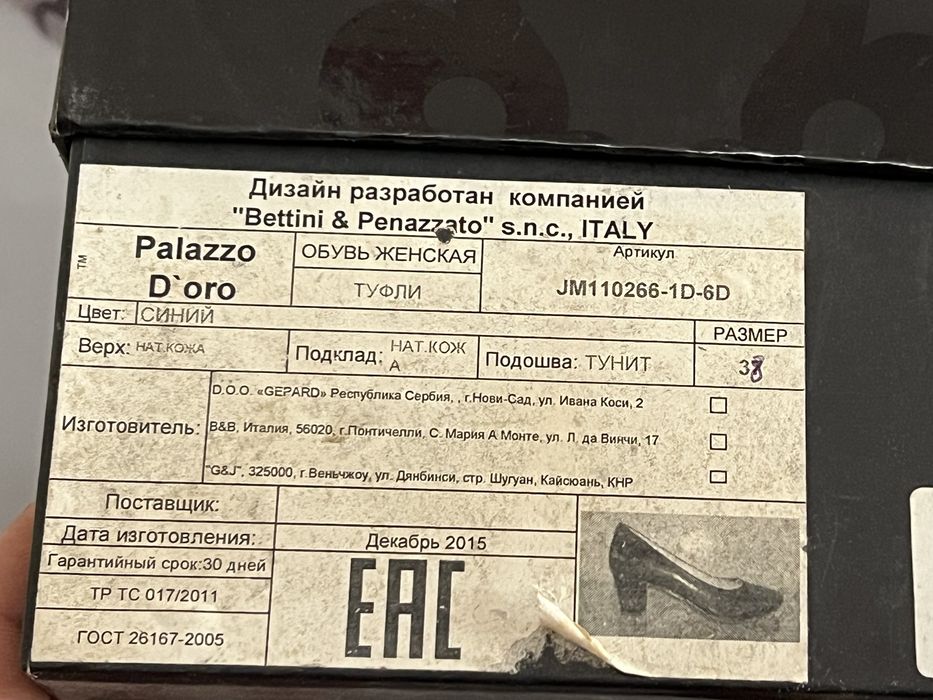 Дизайн разработан компанией
"Bettini & Penazzato" s.n.c., ITALY
™ Palazzo
D`oro
ОБУВЬ ЖЕНСКАЯ
ТУФЛИ
Артикул
JM110266-1D-6D
Цвет: СИНИЙ
Верх: НАТ.КОЖА
Подклад: НАТ.КОЖ
А
Подошва: ТУНИТ
РАЗМЕР
38
Изготовитель:
D.O.O. «GEPARD» Республика Сербия, , г.Нови-Сад, ул. Ивана Коси, 2
B&B, Италия, 56020, г.Понтичелли, С. Мария А Монте, ул. Л. да Винчи, 17
"G&J", 325000, г.Веньчжоу, ул. Дянбинси, стр. Шугуан, Кайсюань, КНР
Поставщик:
Дата изготовления: Декабрь 2015
Гарантийный срок:30 дней
ТР ТС 017/2011
ГОСТ 26167-2005
EAC